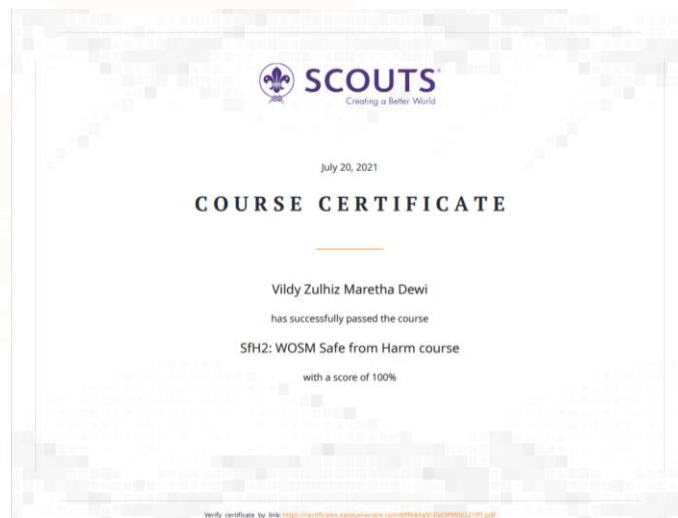 SCOUTS
Creating a Better World
July 20, 2021
COURSE CERTIFICATE
Vildy Zulhiz Maretha Dewi
has successfully passed the course
SfH2: WOSM Safe from Harm course
with a score of 100%
Verify certificate by link: